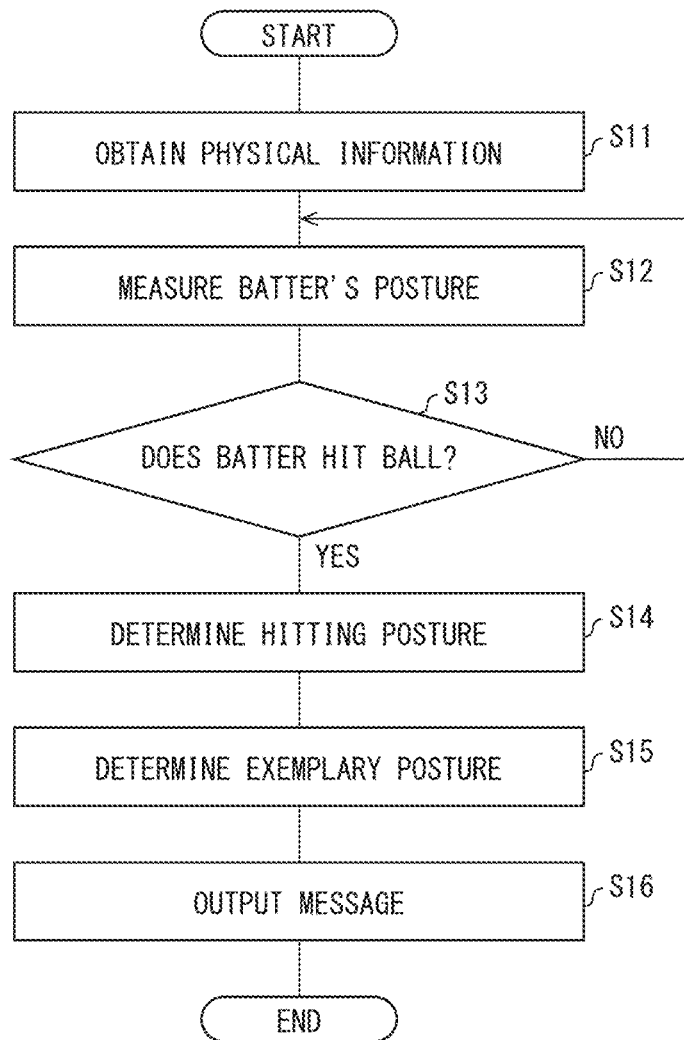 START
OBTAIN PHYSICAL INFORMATION
S11
MEASURE BATTER'S POSTURE
S12
S13
DOES BATTER HIT BALL?
NO
YES
DETERMINE HITTING POSTURE
S14
DETERMINE EXEMPLARY POSTURE
S15
OUTPUT MESSAGE
S16
END